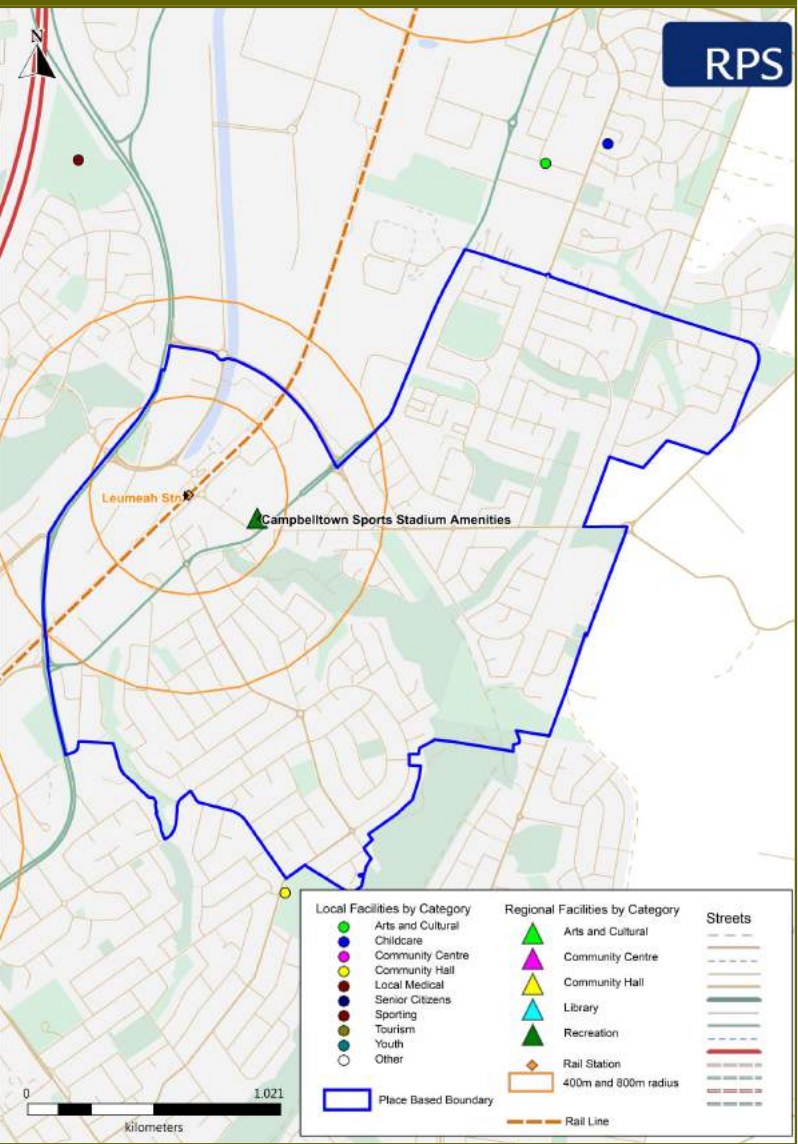 N
RPS
Leumeah Stn
Campbelltown Sports Stadium Amenities
Local Facilities by Category
Arts and Cultural
Childcare
Community Centre
Community Hall
Local Medical
Senior Citizens
Sporting
Tourism
Youth
Other
Place Based Boundary
Regional Facilities by Category
Arts and Cultural
Community Centre
Community Hall
Library
Recreation
Rail Station
400m and 800m radius
Rail Line
Streets
0 1.021
kilometers